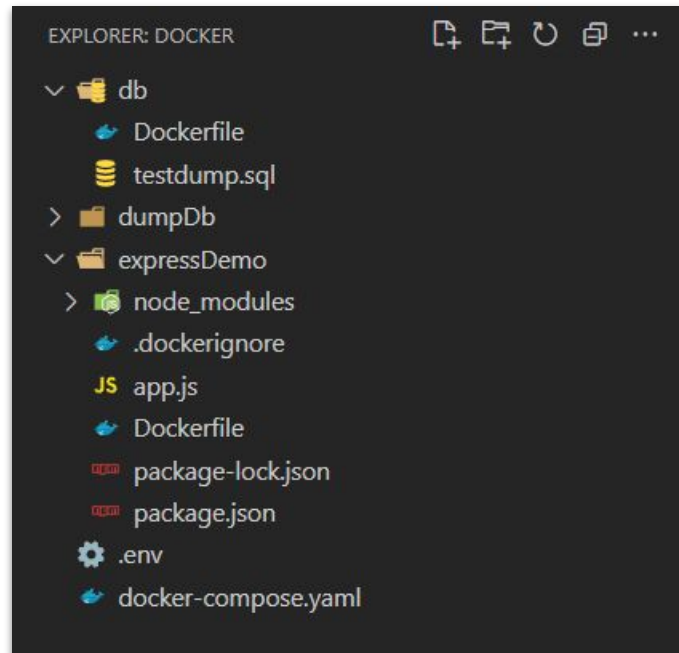 EXPLORER: DOCKER
db
Dockerfile
testdump.sql
dumpDb
expressDemo
node_modules
.dockerignore
JS app.js
Dockerfile
package-lock.json
package.json
.env
docker-compose.yaml